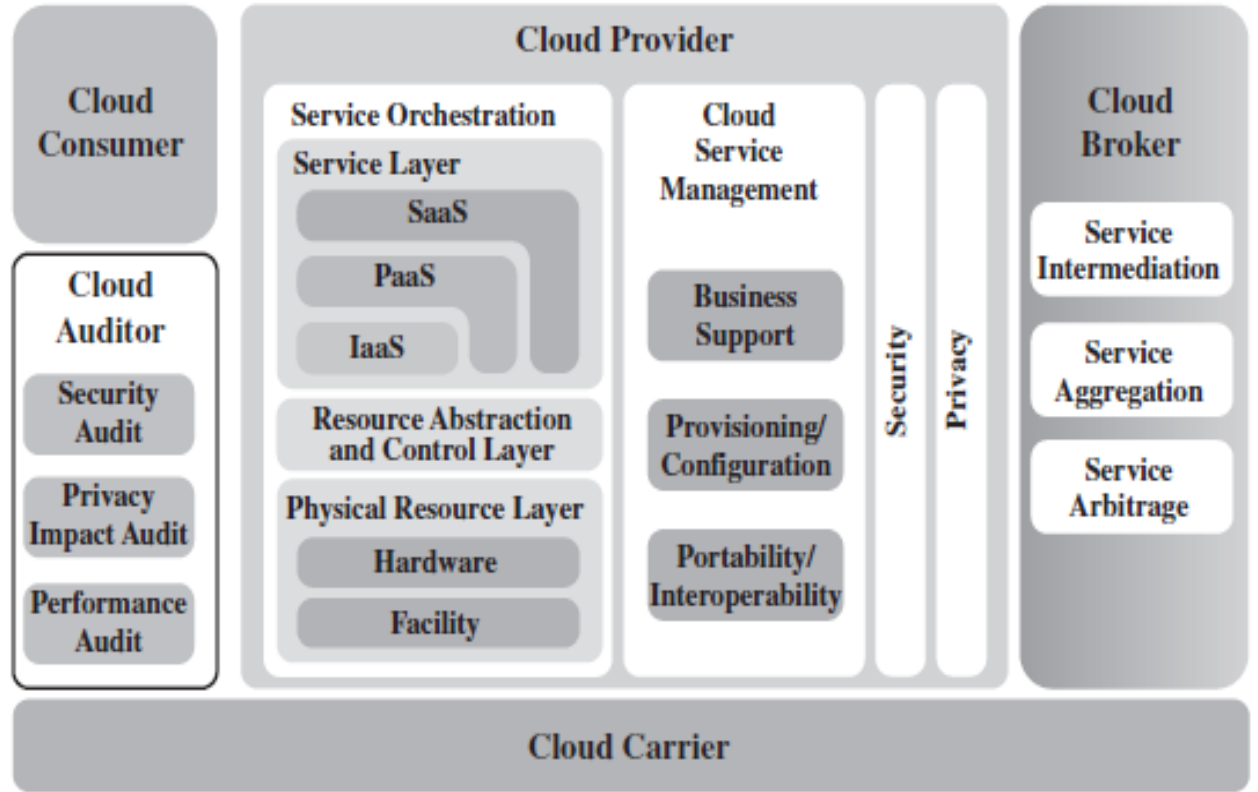 Cloud
Consumer
Cloud
Auditor
Security
Audit
Privacy
Impact Audit
Performance
Audit
Cloud Provider
Service Orchestration
Service Layer
SaaS
PaaS
IaaS
Resource Abstraction
and Control Layer
Physical Resource Layer
Hardware
Facility
Cloud
Service
Management
Business
Support
Provisioning/
Configuration
Portability/
Interoperability
Security
Privacy
Cloud
Broker
Service
Intermediation
Service
Aggregation
Service
Arbitrage
Cloud Carrier